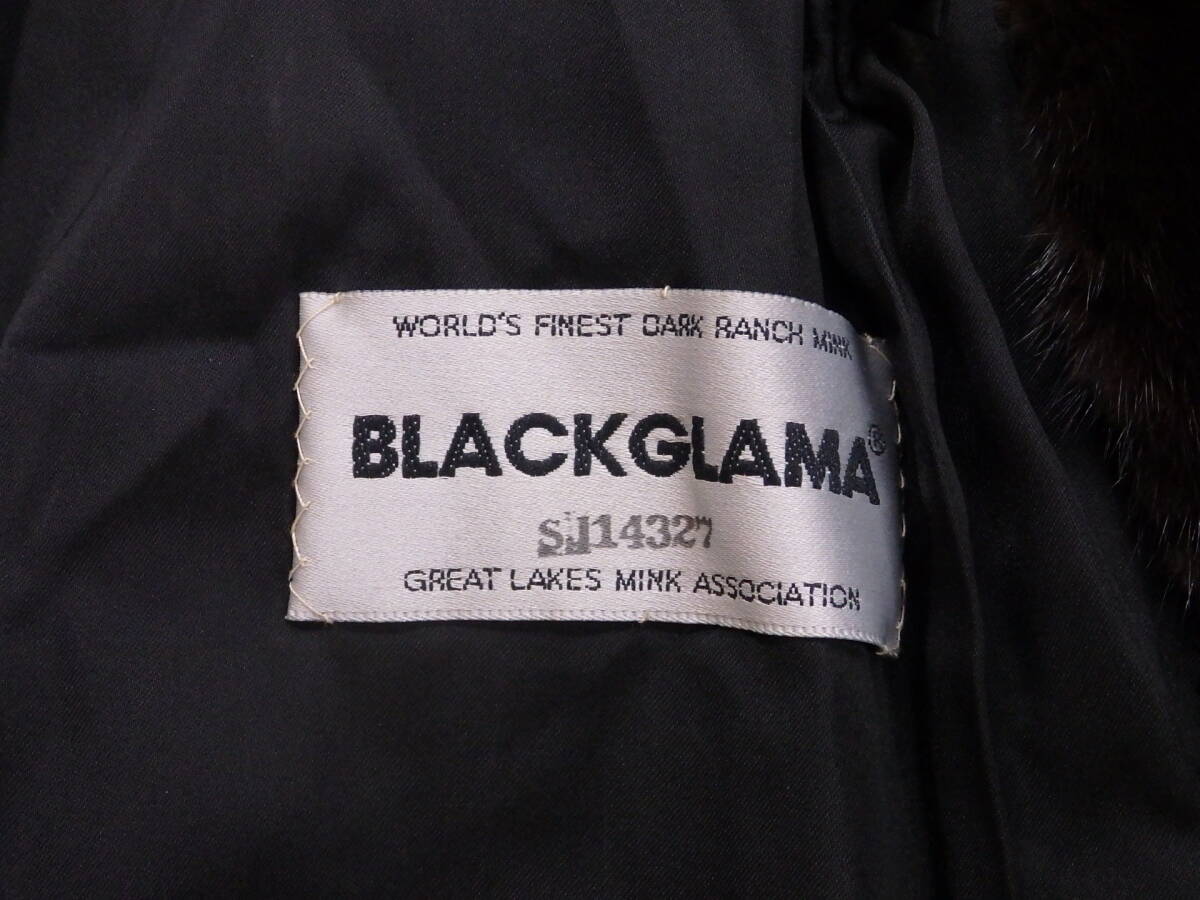 WORLD'S FINEST DARK RANCH MINK
BLACKGLAMA®
SJ14327
GREAT LAKES MINK ASSOCIATION